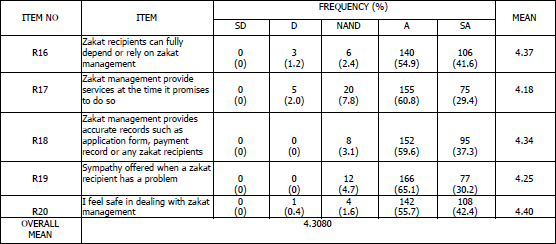 ITEM NO ITEM FREQUENCY (%) MEAN
SD D NAND A SA
R16 Zakat recipients can fully depend or rely on zakat management 0 (0) 3 (1.2) 6 (2.4) 140 (54.9) 106 (41.6) 4.37
R17 Zakat management provide services at the time it promises to do so 0 (0) 5 (2.0) 20 (7.8) 155 (60.8) 75 (29.4) 4.18
R18 Zakat management provides accurate records such as application form, payment record or any zakat recipients 0 (0) 0 (0) 8 (3.1) 152 (59.6) 95 (37.3) 4.34
R19 Sympathy offered when a zakat recipient has a problem 0 (0) 0 (0) 12 (4.7) 166 (65.1) 77 (30.2) 4.25
R20 I feel safe in dealing with zakat management 0 (0) 1 (0.4) 4 (1.6) 142 (55.7) 108 (42.4) 4.40
OVERALL MEAN 4.3080